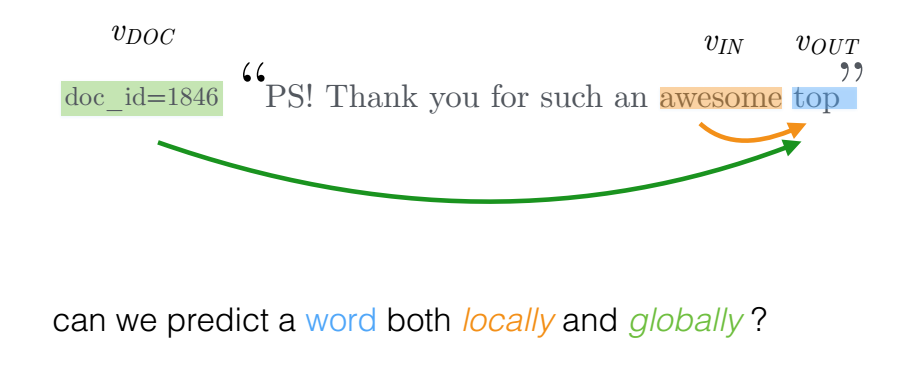 v_DOC v_IN v_OUT
doc_id=1846 “PS! Thank you for such an awesome top”
can we predict a word both locally and globally ?